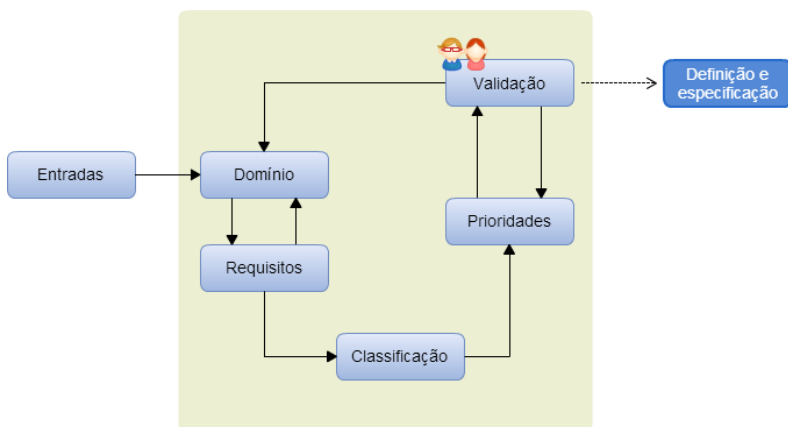 Validação
Definição e
especificação
Entradas
Domínio
Prioridades
Requisitos
Classificação